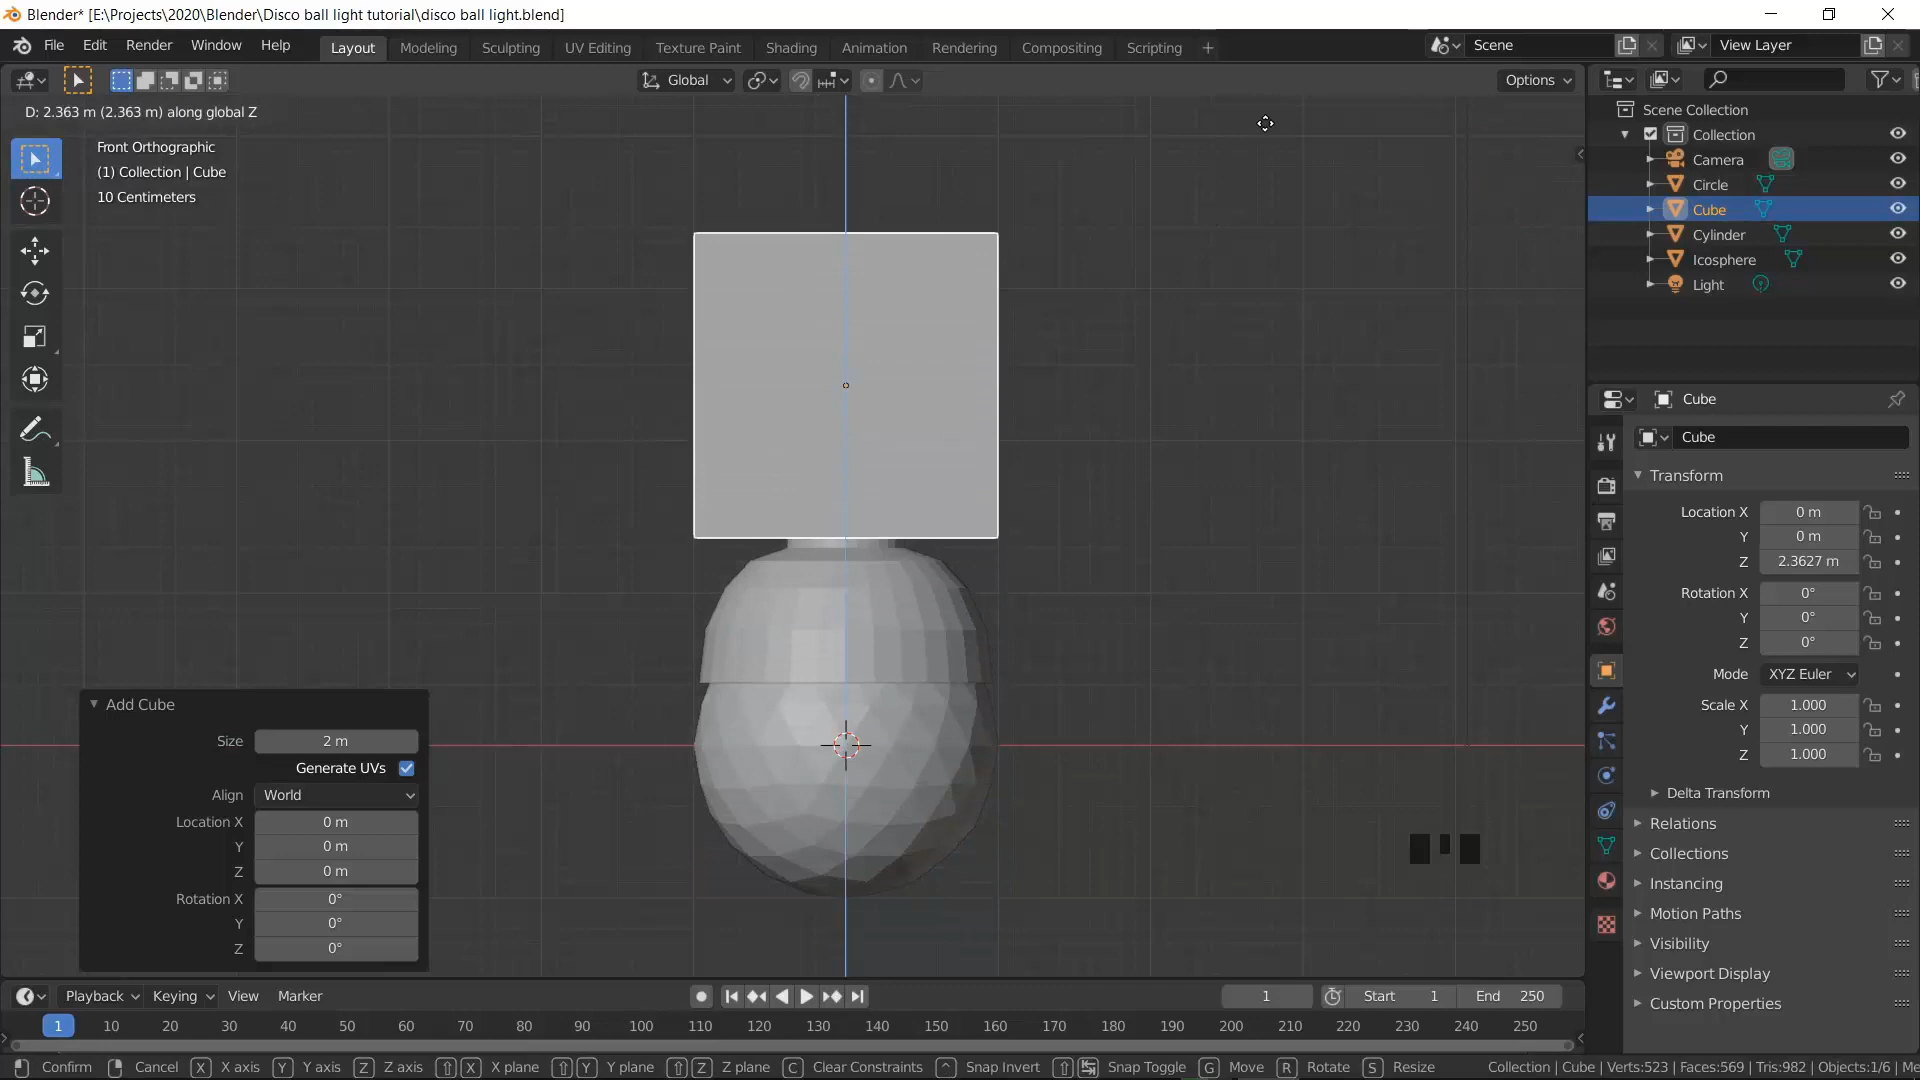 Blender* [E:\Projects\2020\Blender\Disco ball light tutorial\disco ball light.blend]
File Edit Render Window Help Layout Modeling Sculpting UV Editing Texture Paint Shading Animation Rendering Compositing Scripting + Scene View Layer
Global Options
D: 2.363 m (2.363 m) along global Z
Front Orthographic
(1) Collection | Cube
10 Centimeters
Scene Collection
Collection
Camera
Circle
Cube
Cylinder
Icosphere
Light
Cube
Cube
Transform
Location X 0 m
Y 0 m
Z 2.3627 m
Rotation X 0°
Y 0°
Z 0°
Mode XYZ Euler
Scale X 1.000
Y 1.000
Z 1.000
Delta Transform
Relations
Collections
Instancing
Motion Paths
Visibility
Viewport Display
Custom Properties
Add Cube
Size 2 m
Generate UVs
Align World
Location X 0 m
Y 0 m
Z 0 m
Rotation X 0°
Y 0°
Z 0°
Playback Keying View Marker 1 Start 1 End 250
1 10 20 30 40 50 60 70 80 90 100 110 120 130 140 150 160 170 180 190 200 210 220 230 240 250
Confirm Cancel X X axis Y Y axis Z Z axis X X plane Y Y plane Z Z plane C Clear Constraints ^ Snap Invert Snap Toggle G Move R Rotate S Resize Collection | Cube | Verts:523 | Faces:569 | Tris:982 | Objects:1/6 | Me